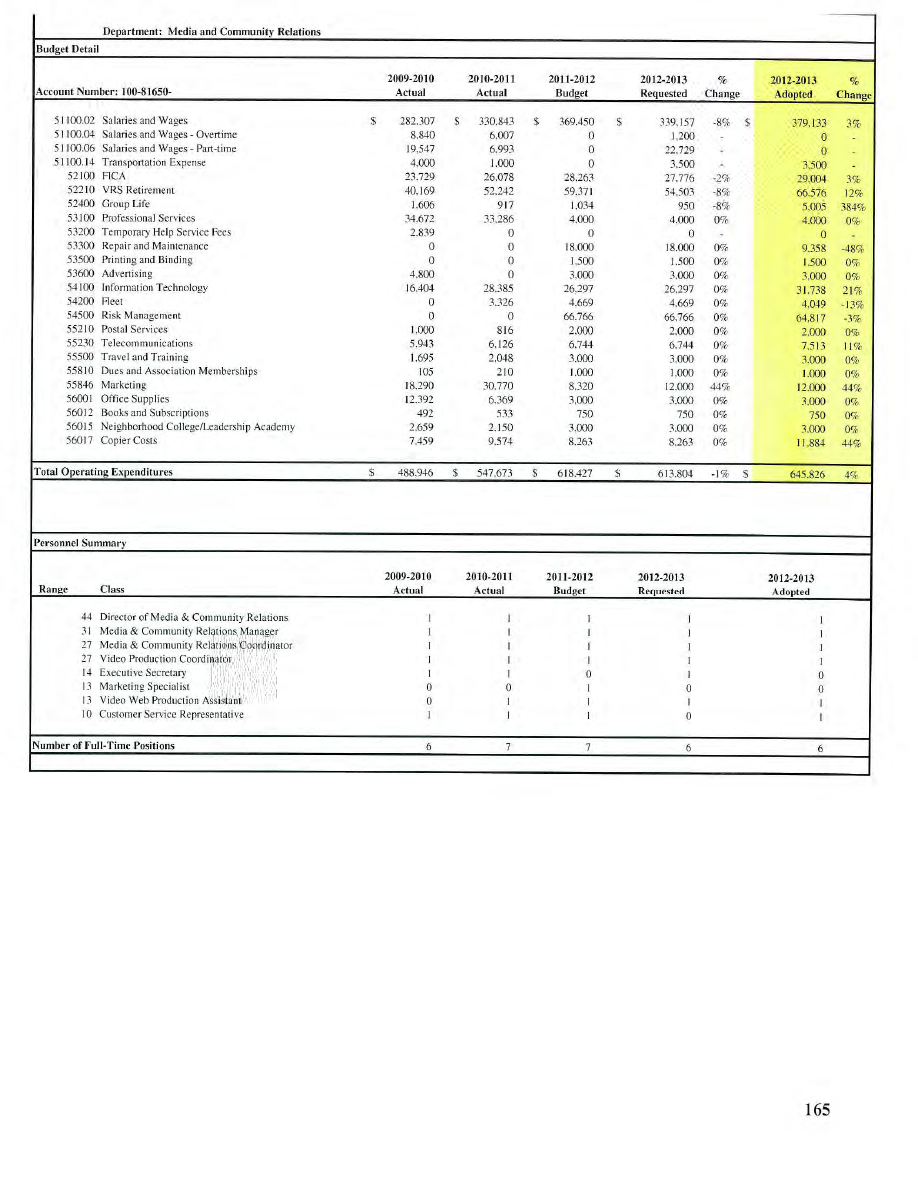 Department: Media and Community Relations
Budget Detail
2009-2010 2010-2011 2011-2012 2012-2013 % 2012-2013 %
Account Number: 100-81650- Actual Actual Budget Requested Change Adopted Change
51100.02 Salaries and Wages $ 282,307 $ 330,843 $ 369,450 $ 339,157 -8% $ 379,133 3%
51100.04 Salaries and Wages - Overtime 8,840 6,007 0 1,200 - 0 -
51100.06 Salaries and Wages - Part-time 19,547 6,993 0 22,729 - 0 -
51100.14 Transportation Expense 4,000 1,000 0 3,500 - 3,500 -
52100 FICA 23,729 26,078 28,263 27,776 -2% 29,004 3%
52210 VRS Retirement 40,169 52,242 59,371 54,503 -8% 66,576 12%
52400 Group Life 1,606 917 1,034 950 -8% 5,005 384%
53100 Professional Services 34,672 33,286 4,000 4,000 0% 4,000 0%
53200 Temporary Help Service Fees 2,839 0 0 0 - 0 -
53300 Repair and Maintenance 0 0 18,000 18,000 0% 9,358 -48%
53500 Printing and Binding 0 0 1,500 1,500 0% 1,500 0%
53600 Advertising 4,800 0 3,000 3,000 0% 3,000 0%
54100 Information Technology 16,404 28,385 26,297 26,297 0% 31,738 21%
54200 Fleet 0 3,326 4,669 4,669 0% 4,049 -13%
54500 Risk Management 0 0 66,766 66,766 0% 64,817 -3%
55210 Postal Services 1,000 816 2,000 2,000 0% 2,000 0%
55230 Telecommunications 5,943 6,126 6,744 6,744 0% 7,513 11%
55500 Travel and Training 1,695 2,048 3,000 3,000 0% 3,000 0%
55810 Dues and Association Memberships 105 210 1,000 1,000 0% 1,000 0%
55846 Marketing 18,290 30,770 8,320 12,000 44% 12,000 44%
56001 Office Supplies 12,392 6,369 3,000 3,000 0% 3,000 0%
56012 Books and Subscriptions 492 533 750 750 0% 750 0%
56015 Neighborhood College/Leadership Academy 2,659 2,150 3,000 3,000 0% 3,000 0%
56017 Copier Costs 7,459 9,574 8,263 8,263 0% 11,884 44%
Total Operating Expenditures $ 488,946 $ 547,673 $ 618,427 $ 613,804 -1% $ 645,826 4%
Personnel Summary
2009-2010 2010-2011 2011-2012 2012-2013 2012-2013
Range Class Actual Actual Budget Requested Adopted
44 Director of Media & Community Relations 1 1 1 1 1
31 Media & Community Relations Manager 1 1 1 1 1
27 Media & Community Relations Coordinator 1 1 1 1 1
27 Video Production Coordinator 1 1 1 1 1
14 Executive Secretary 1 1 0 1 0
13 Marketing Specialist 0 0 1 0 0
13 Video Web Production Assistant 0 1 1 1 1
10 Customer Service Representative 1 1 1 0 1
Number of Full-Time Positions 6 7 7 6 6
165